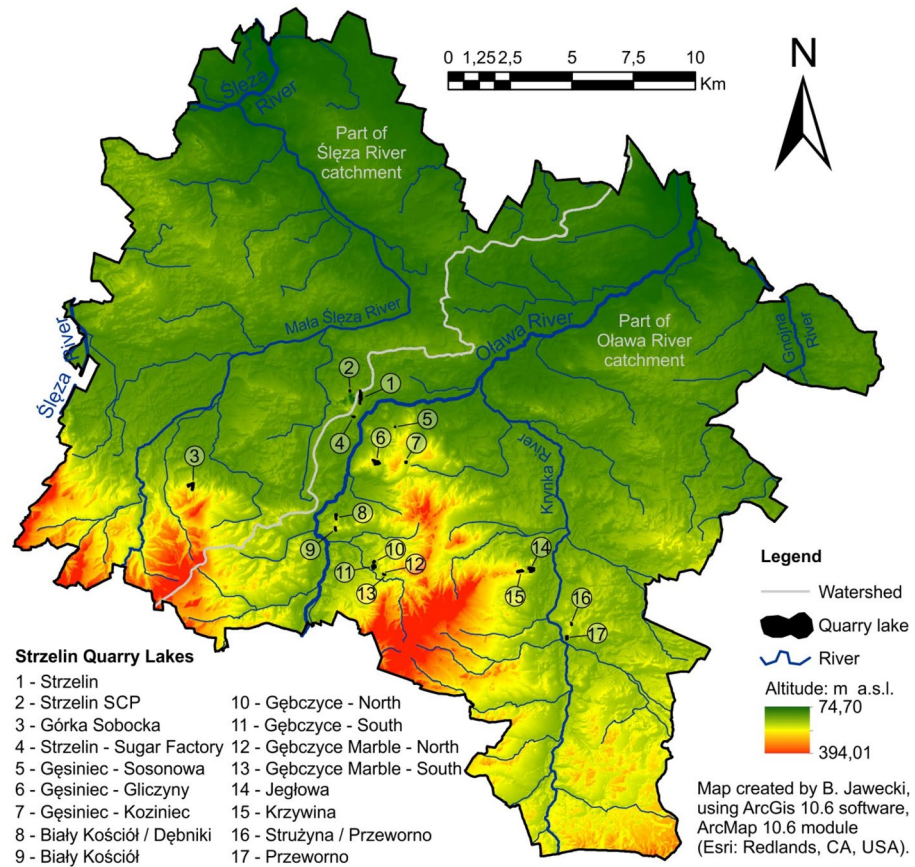 0 1,25 2,5 5 7,5 10
Km
N
Ślęza
River
Part of
Ślęza River
catchment
Mała Ślęza River
Oława River
Part of
Oława River
catchment
Gnojna
River
Ślęza River
Krynka River
2
1
4
5
6
7
3
8
9
10
11
12
13
14
15
16
17
Legend
Watershed
Quarry lake
River
Altitude: m a.s.l.
74,70
394,01
Strzelin Quarry Lakes
1 - Strzelin
2 - Strzelin SCP
3 - Górka Sobocka
4 - Strzelin - Sugar Factory
5 - Gęsiniec - Sosonowa
6 - Gęsiniec - Gliczyny
7 - Gęsiniec - Koziniec
8 - Biały Kościół / Dębniki
9 - Biały Kościół
10 - Gębczyce - North
11 - Gębczyce - South
12 - Gębczyce Marble - North
13 - Gębczyce Marble - South
14 - Jegłowa
15 - Krzywina
16 - Strużyna / Przeworno
17 - Przeworno
Map created by B. Jawecki,
using ArcGis 10.6 software,
ArcMap 10.6 module
(Esri: Redlands, CA, USA).